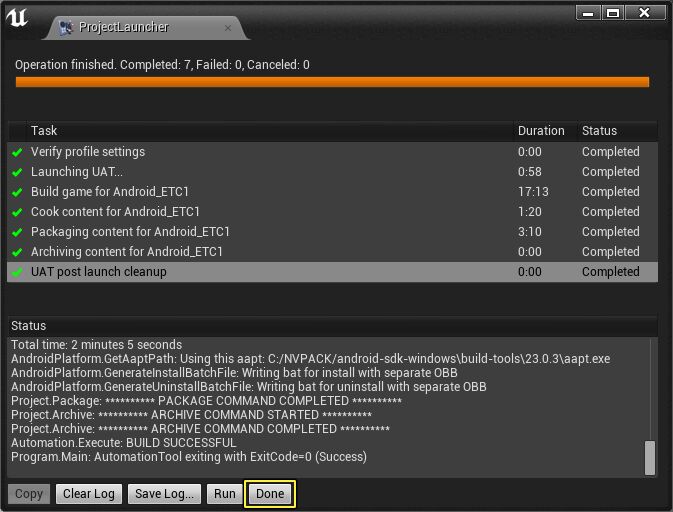 ProjectLauncher
Operation finished. Completed: 7, Failed: 0, Canceled: 0
Task Duration Status
Verify profile settings 0:00 Completed
Launching UAT... 0:58 Completed
Build game for Android_ETC1 17:13 Completed
Cook content for Android_ETC1 1:20 Completed
Packaging content for Android_ETC1 3:10 Completed
Archiving content for Android_ETC1 0:00 Completed
UAT post launch cleanup 0:00 Completed
Status
Total time: 2 minutes 5 seconds
AndroidPlatform.GetAaptPath: Using this aapt: C:/NVPACK/android-sdk-windows\build-tools\23.0.3\aapt.exe
AndroidPlatform.GenerateInstallBatchFile: Writing bat for install with separate OBB
AndroidPlatform.GenerateUninstallBatchFile: Writing bat for uninstall with separate OBB
Project.Package: ********** PACKAGE COMMAND COMPLETED **********
Project.Archive: ********** ARCHIVE COMMAND STARTED **********
Project.Archive: ********** ARCHIVE COMMAND COMPLETED **********
Automation.Execute: BUILD SUCCESSFUL
Program.Main: AutomationTool exiting with ExitCode=0 (Success)
Copy Clear Log Save Log... Run Done